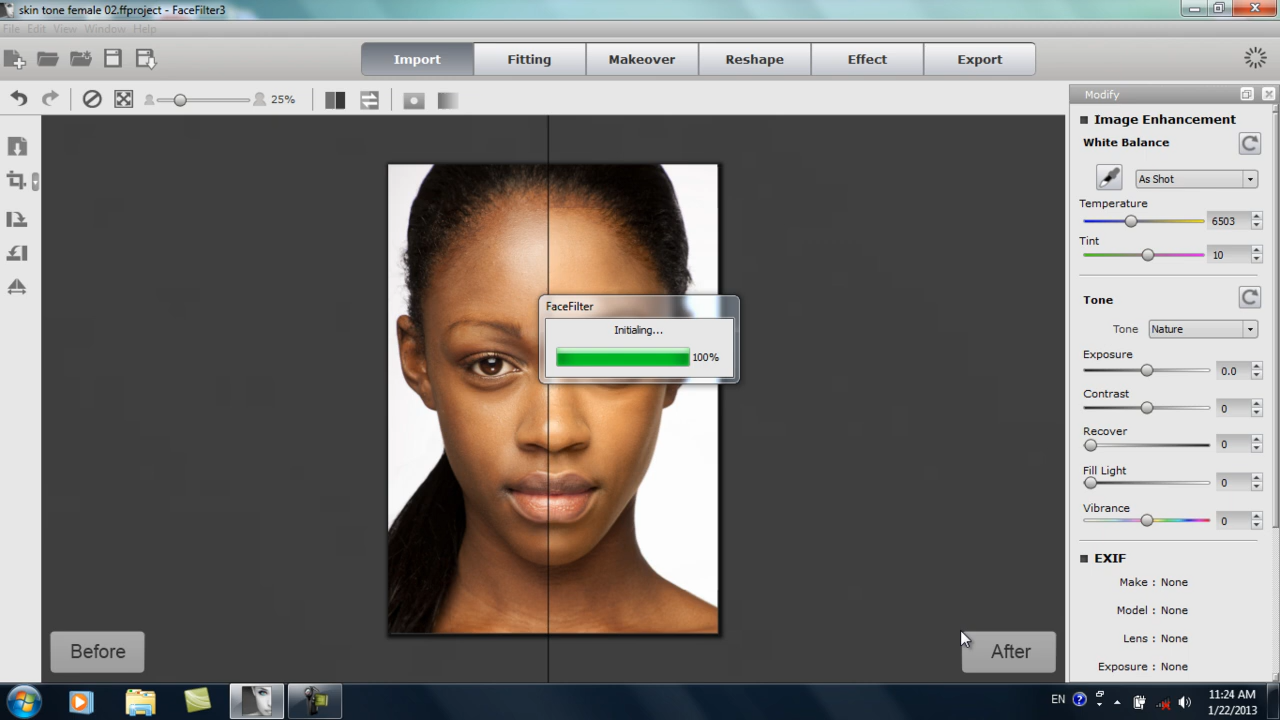 skin tone female 02.ffproject - FaceFilter3
File Edit View Window Help
Import Fitting Makeover Reshape Effect Export
25%
Modify
Image Enhancement
White Balance
As Shot
Temperature
6503
Tint
10
Tone
Tone Nature
Exposure
0.0
Contrast
0
Recover
0
Fill Light
0
Vibrance
0
EXIF
Make : None
Model : None
Lens : None
Exposure : None
FaceFilter
Initialing...
100%
Before
After
EN
11:24 AM
1/22/2013